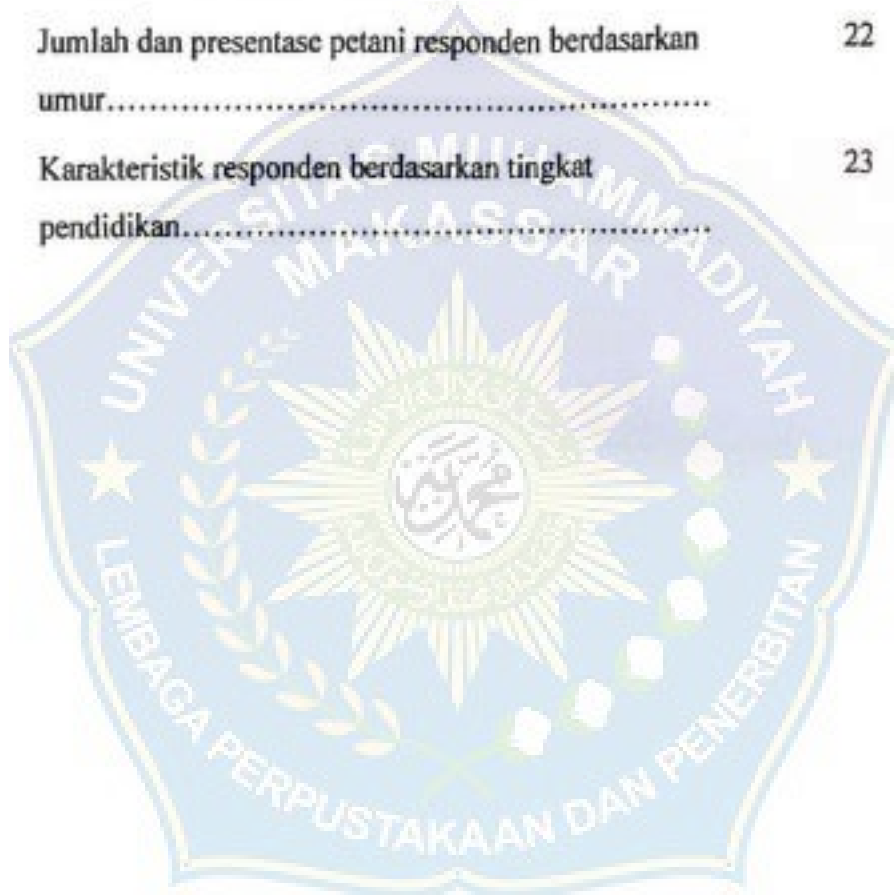 Jumlah dan presentase petani responden berdasarkan 22
umur......................................................
Karakteristik responden berdasarkan tingkat 23
pendidikan.............................................
UNIVERSITAS MUHAMMADIYAH
MAKASSAR
LEMBAGA PERPUSTAKAAN DAN PENERBITAN